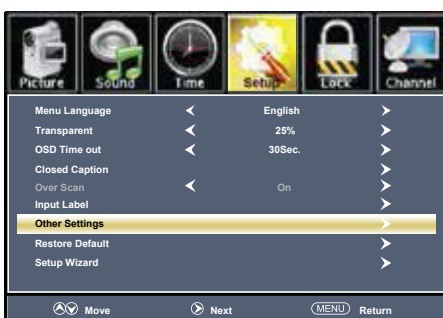 Picture Sound Time Setup Lock Channel
Menu Language English
Transparent 25%
OSD Time out 30Sec.
Closed Caption
Over Scan On
Input Label
Other Settings
Restore Default
Setup Wizard
Move Next MENU Return